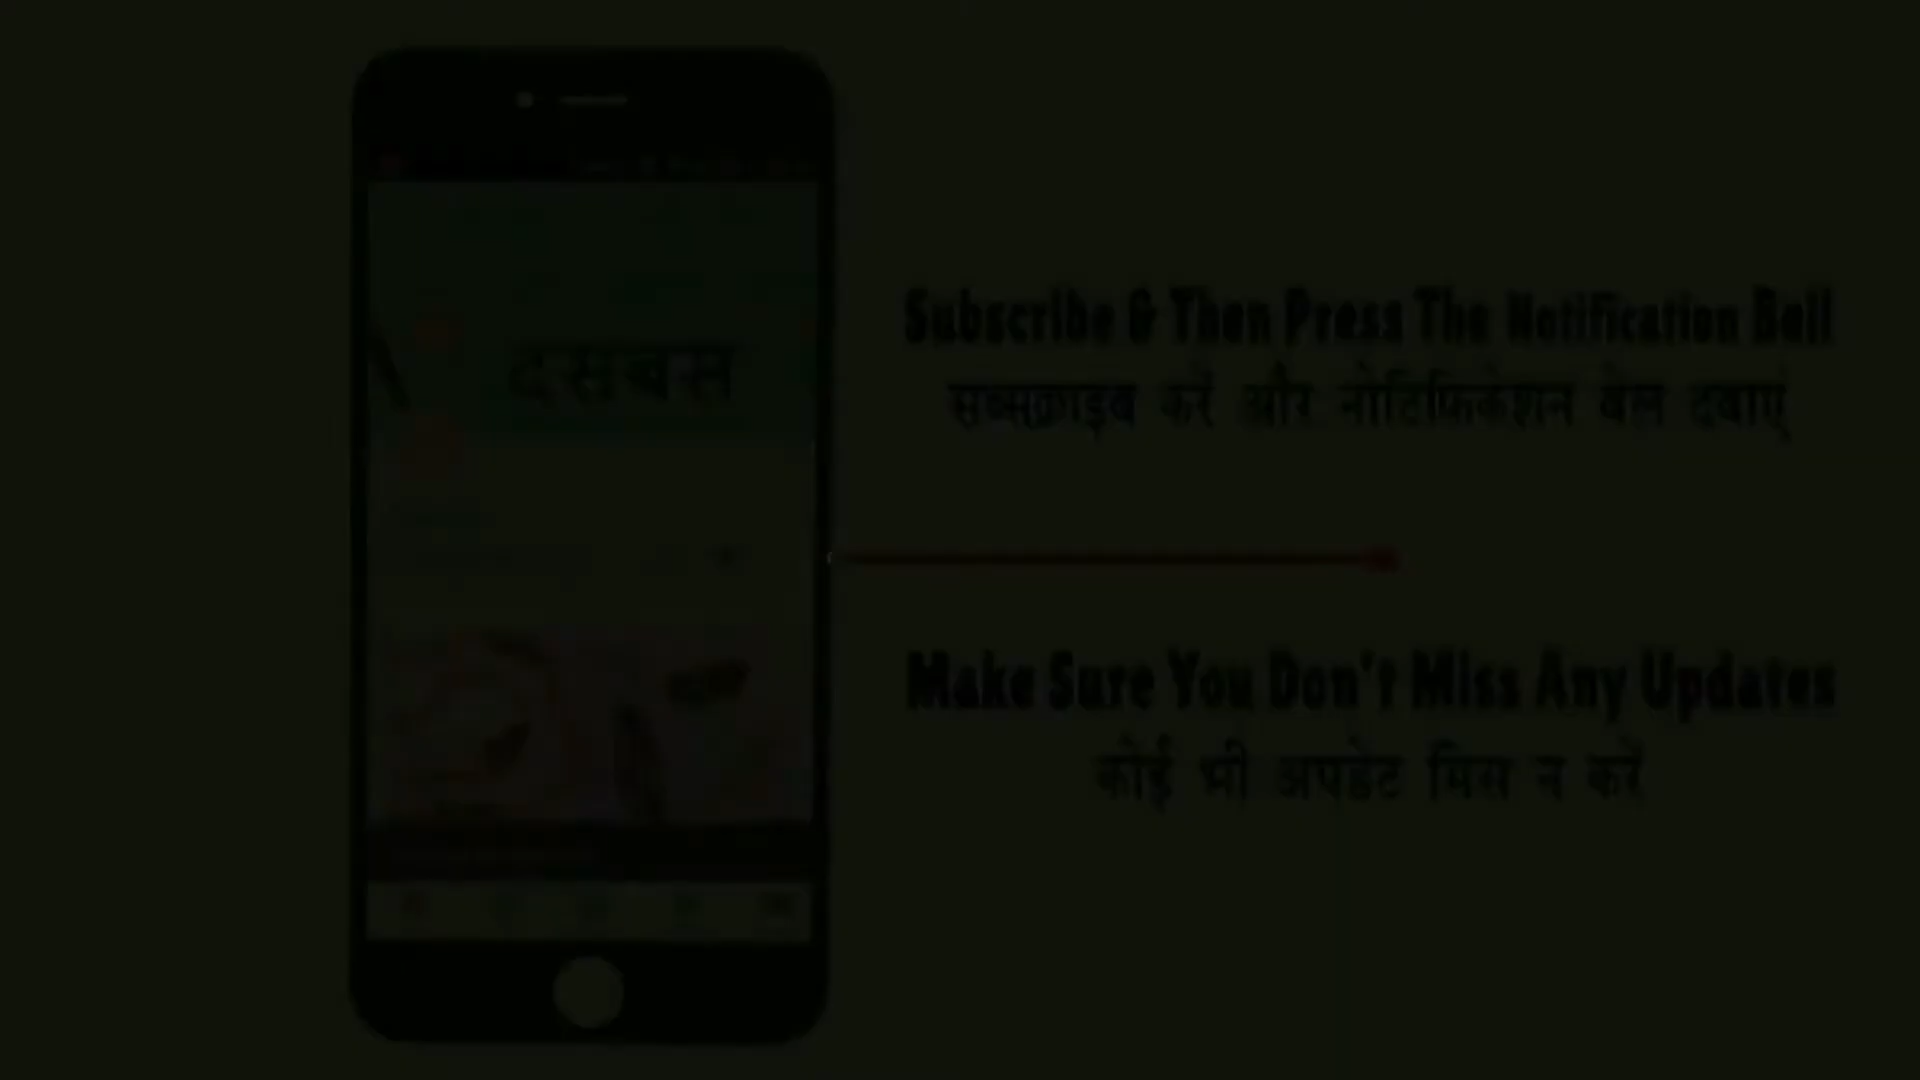 दसबस
Subscribe & Then Press The Notification Bell
सब्सक्राइब करें और नोटिफिकेशन बेल दबाएं
Make Sure You Don't Miss Any Updates
कोई भी अपडेट मिस न करें